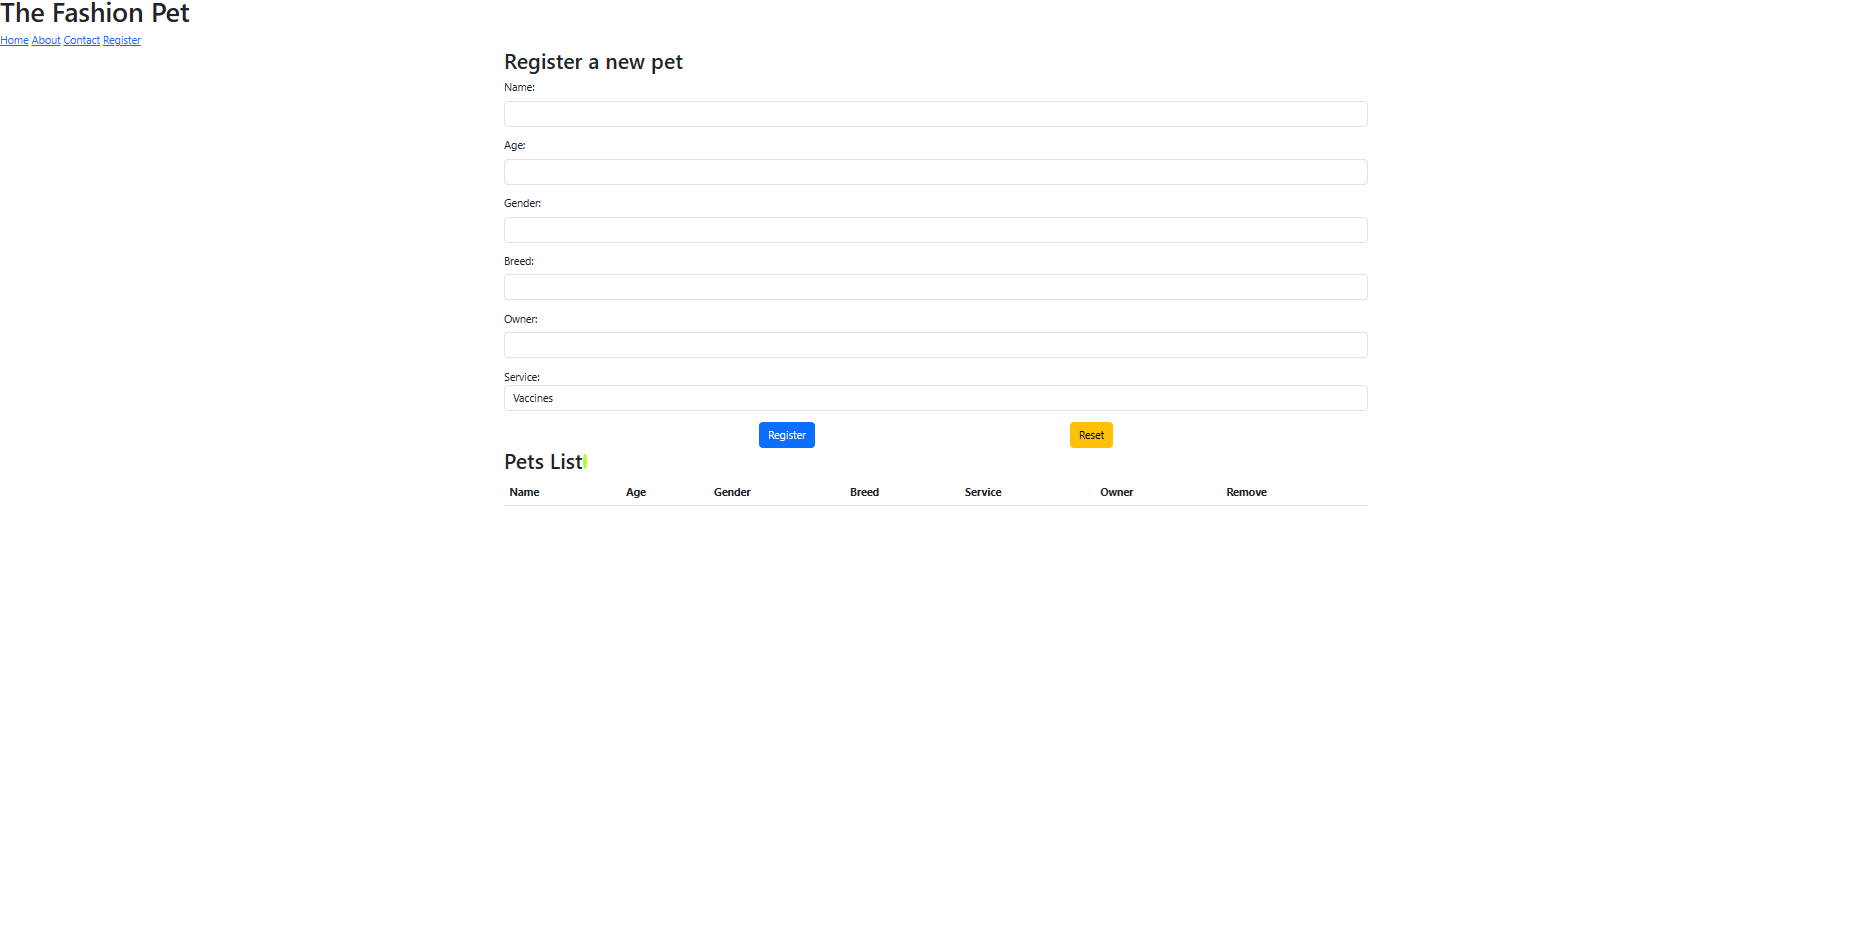 The Fashion Pet
Home About Contact Register
Register a new pet
Name:
Age:
Gender:
Breed:
Owner:
Service:
Vaccines
Register Reset
Pets List
Name Age Gender Breed Service Owner Remove